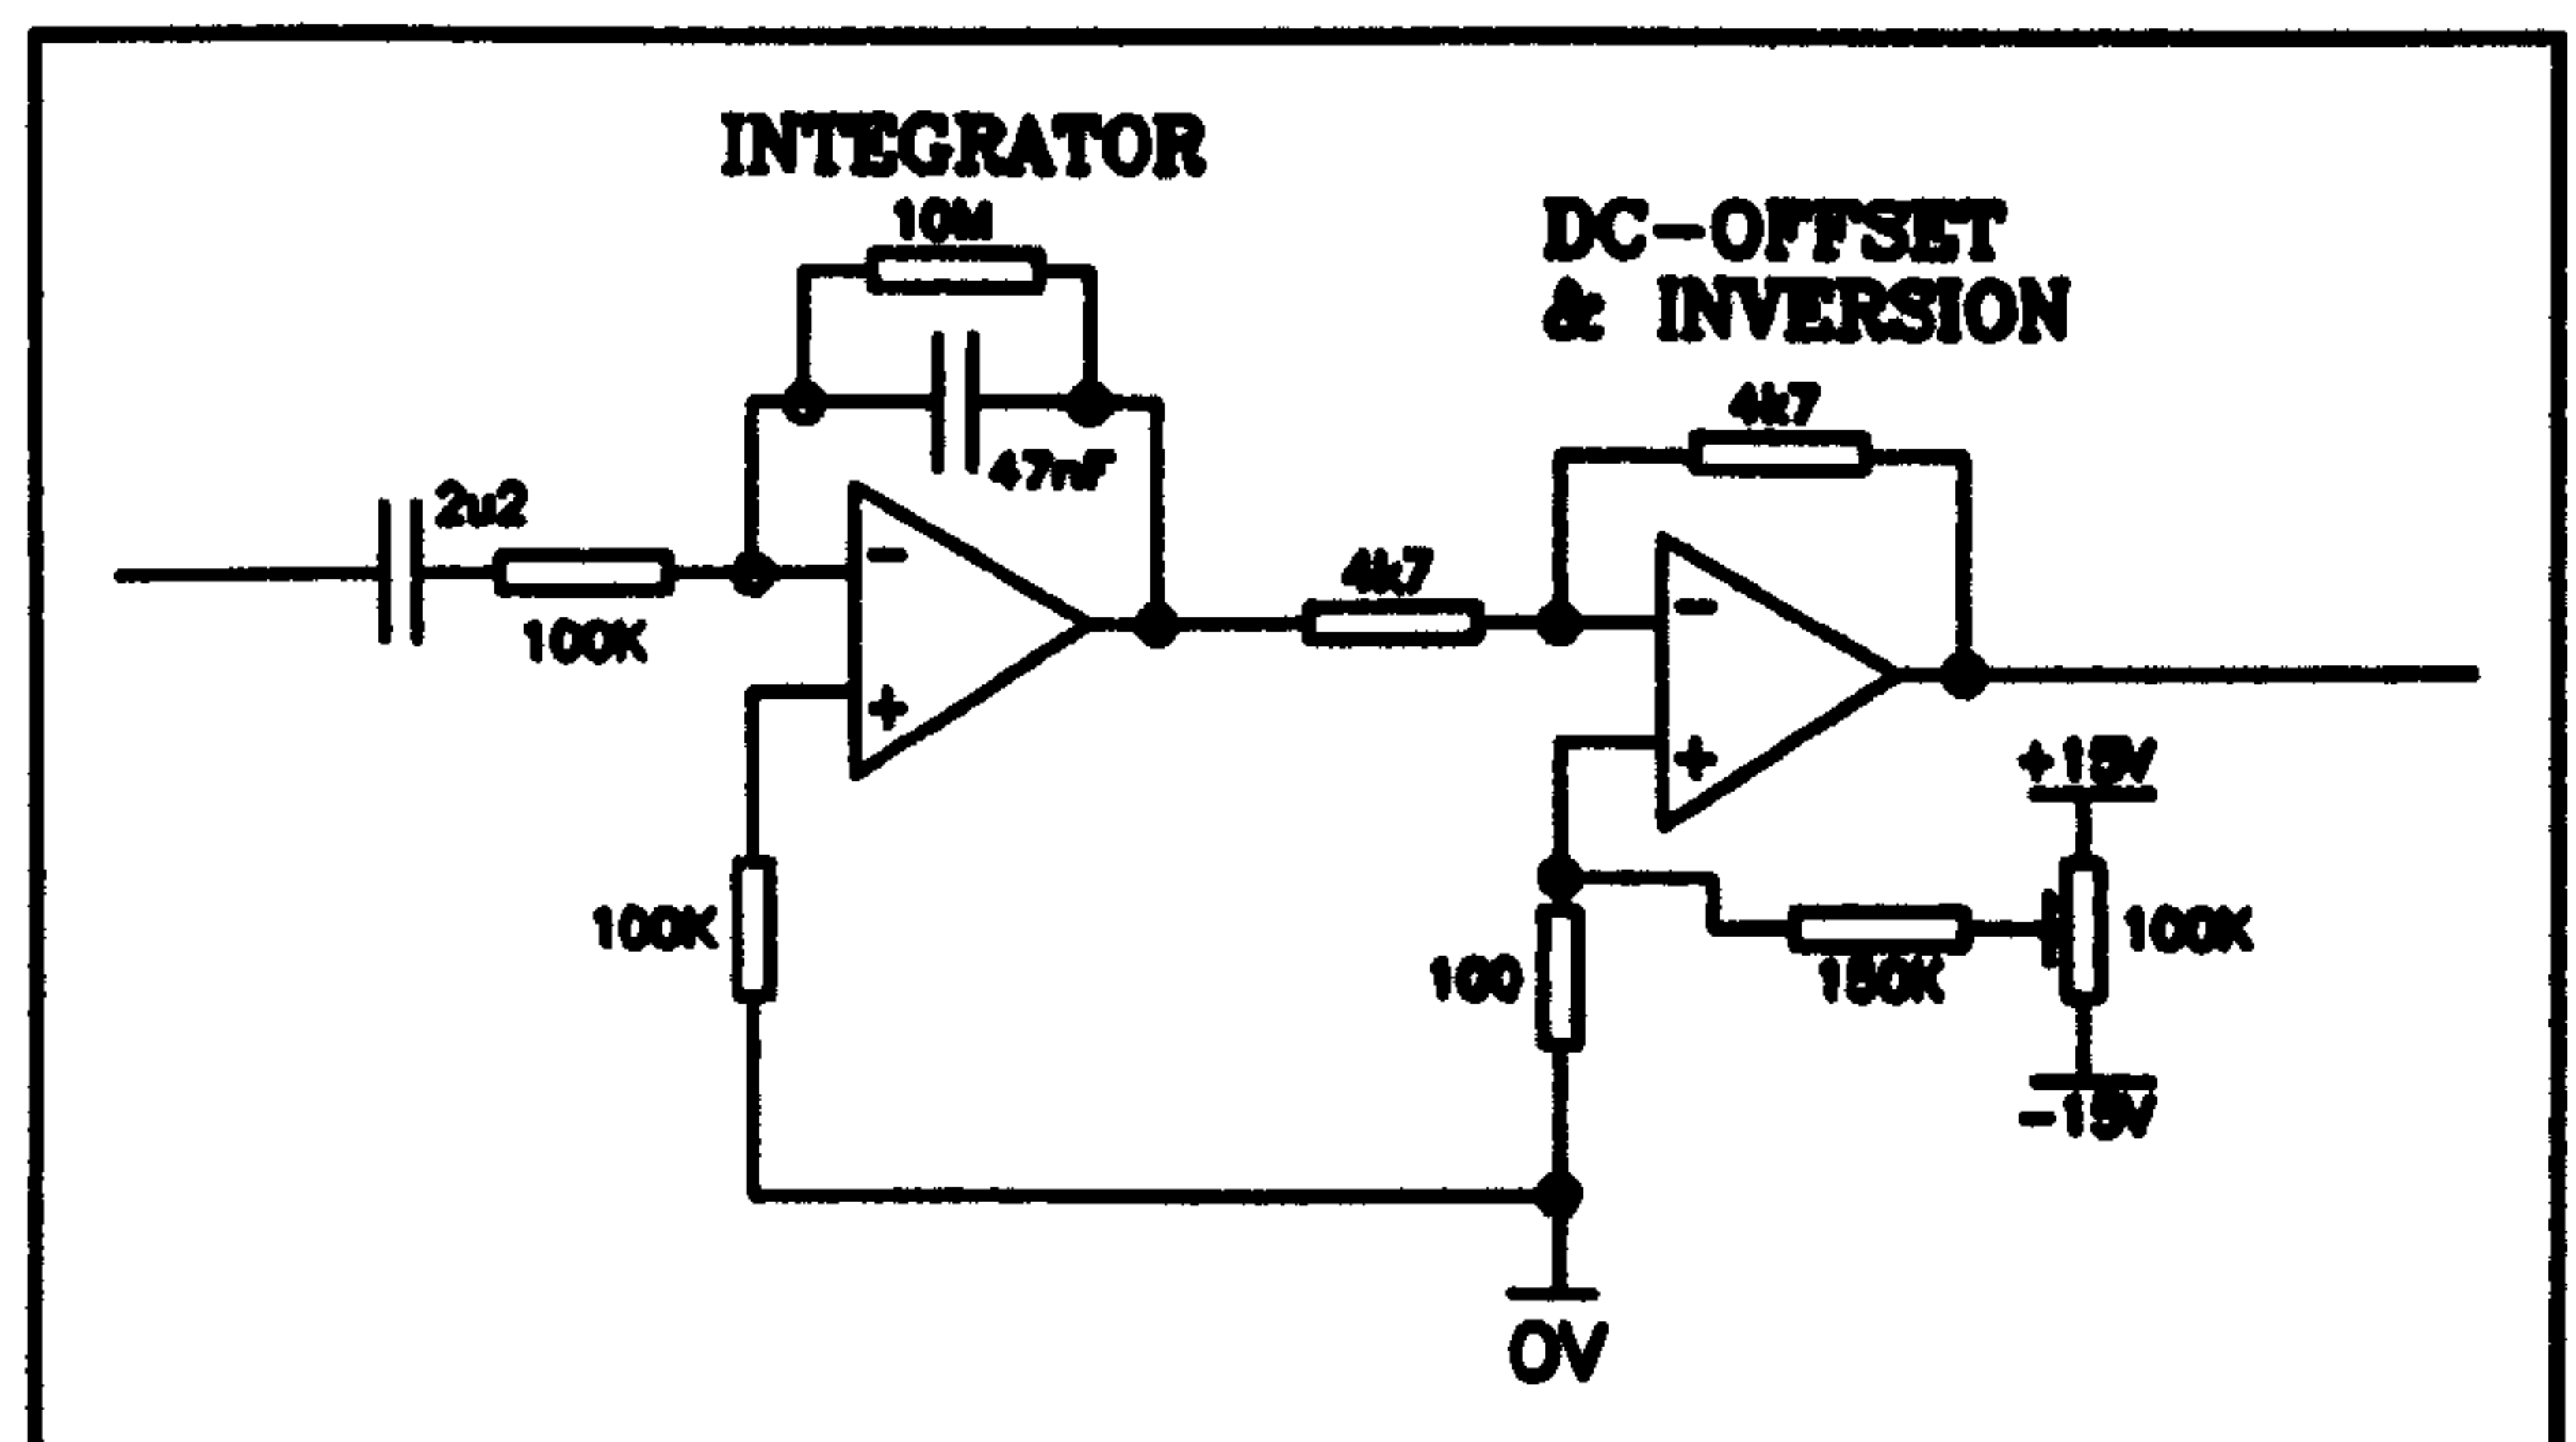 INTEGRATOR
10M
DC-OFFSET
& INVERSION
4k7
47nF
2u2
-
4k7
100K
-
+
+
+15V
100K
100K
100
150K
-15V
0V